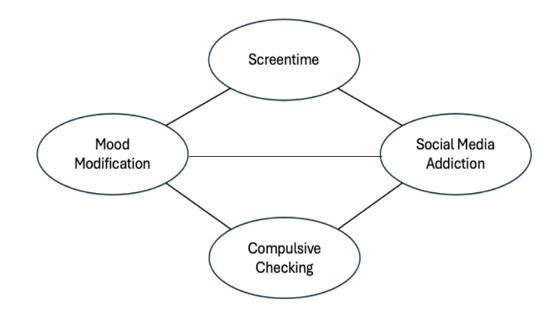 Screentime
Mood
Modification
Social Media
Addiction
Compulsive
Checking